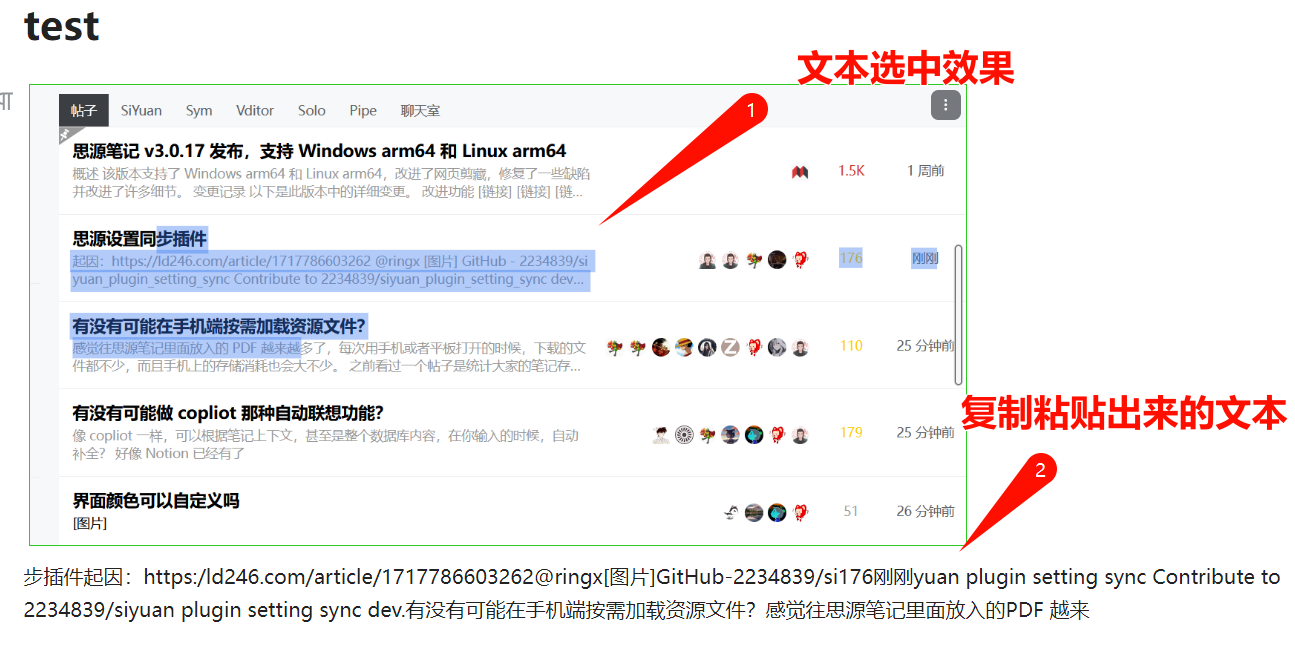 test
文本选中效果
1
帖子 SiYuan Sym Vditor Solo Pipe 聊天室
思源笔记 v3.0.17 发布，支持 Windows arm64 和 Linux arm64
概述 该版本支持了 Windows arm64 和 Linux arm64，改进了网页剪藏，修复了一些缺陷
并改进了许多细节。 变更记录 以下是此版本中的详细变更。 改进功能 [链接] [链接] [链...
1.5K 1 周前
思源设置同步插件
起因：https://ld246.com/article/1717786603262 @ringx [图片] GitHub - 2234839/si
yuan_plugin_setting_sync Contribute to 2234839/siyuan_plugin_setting_sync dev...
176 刚刚
有没有可能在手机端按需加载资源文件？
感觉往思源笔记里面放入的 PDF 越来越多了，每次用手机或者平板打开的时候，下载的文
件都不少，而且手机上的存储消耗也会大不少。 之前看过一个帖子是统计大家的笔记存...
Z
110 25 分钟前
有没有可能做 copliot 那种自动联想功能？
像 copliot 一样，可以根据笔记上下文，甚至是整个数据库内容，在你输入的时候，自动
补全？ 好像 Notion 已经有了
179 25 分钟前
复制粘贴出来的文本
2
界面颜色可以自定义吗
[图片]
51 26 分钟前
步插件起因：https:/ld246.com/article/1717786603262@ringx[图片]GitHub-2234839/si176刚刚yuan plugin setting sync Contribute to
2234839/siyuan plugin setting sync dev.有没有可能在手机端按需加载资源文件？感觉往思源笔记里面放入的PDF 越来